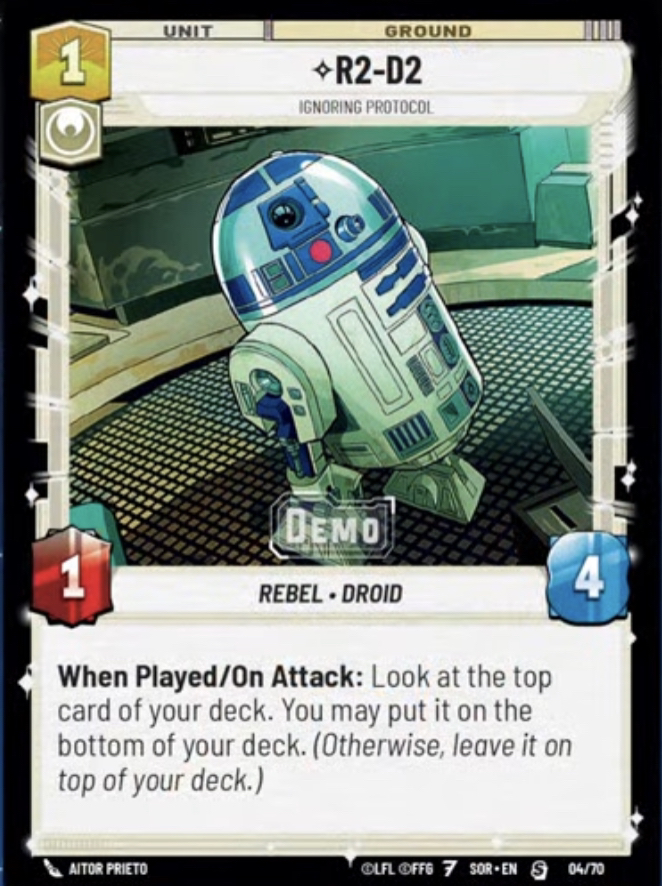 UNIT GROUND
1
R2-D2
IGNORING PROTOCOL
DEMO
1
REBEL • DROID
4
When Played/On Attack: Look at the top
card of your deck. You may put it on the
bottom of your deck. (Otherwise, leave it on
top of your deck.)
AITOR PRIETO ©LFL ©FFG SOR•EN S 04/70